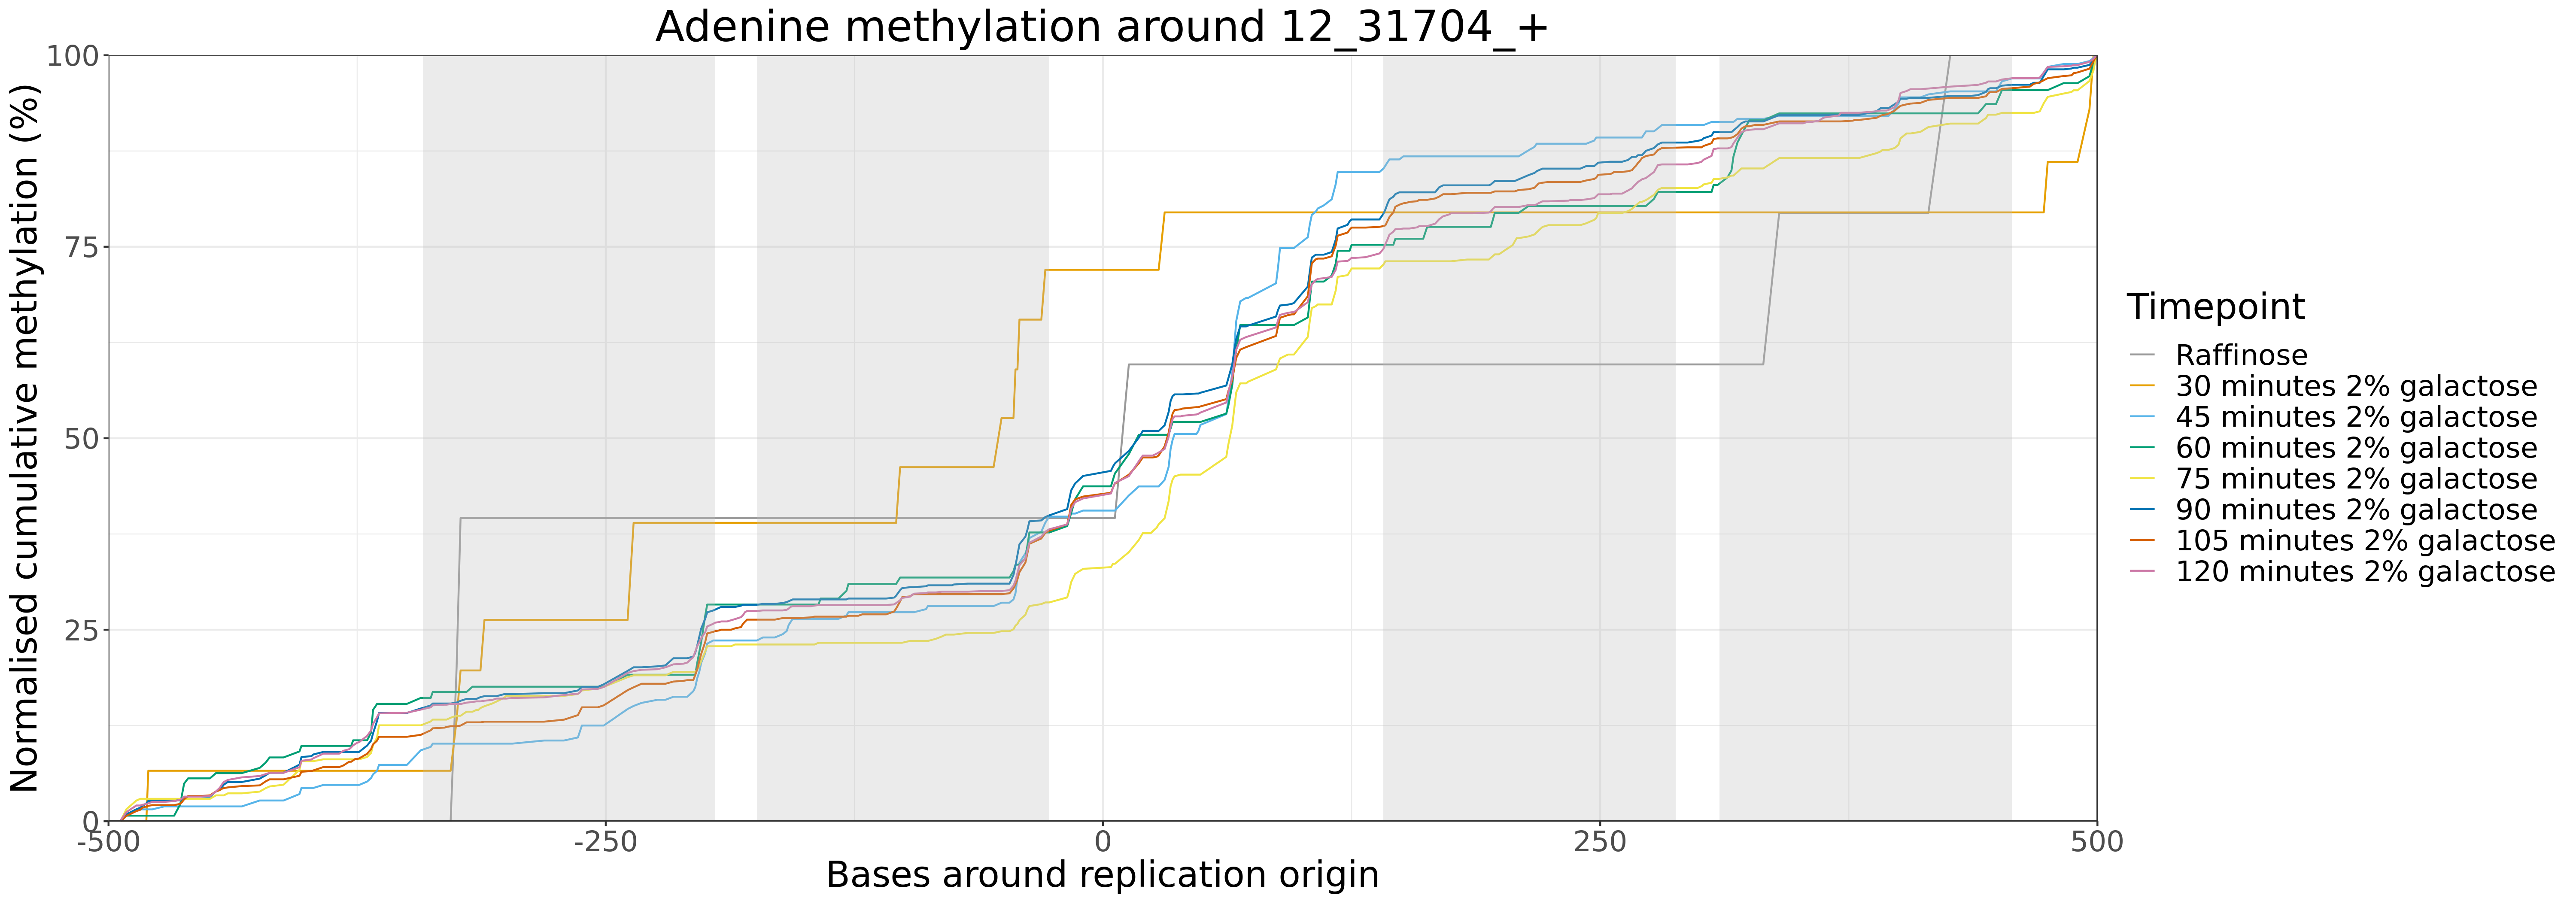 Adenine methylation around 12_31704_+
Normalised cumulative methylation (%)
100
75
50
25
0
-500
-250
0
250
500
Bases around replication origin
Timepoint
Raffinose
30 minutes 2% galactose
45 minutes 2% galactose
60 minutes 2% galactose
75 minutes 2% galactose
90 minutes 2% galactose
105 minutes 2% galactose
120 minutes 2% galactose